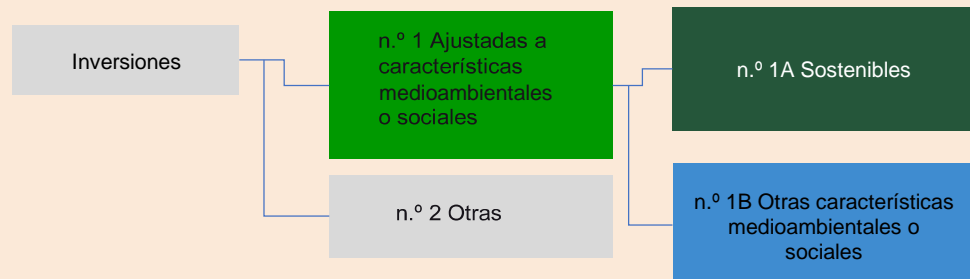 Inversiones
n.º 1 Ajustadas a
características
medioambientales
o sociales
n.º 2 Otras
n.º 1A Sostenibles
n.º 1B Otras características
medioambientales o
sociales